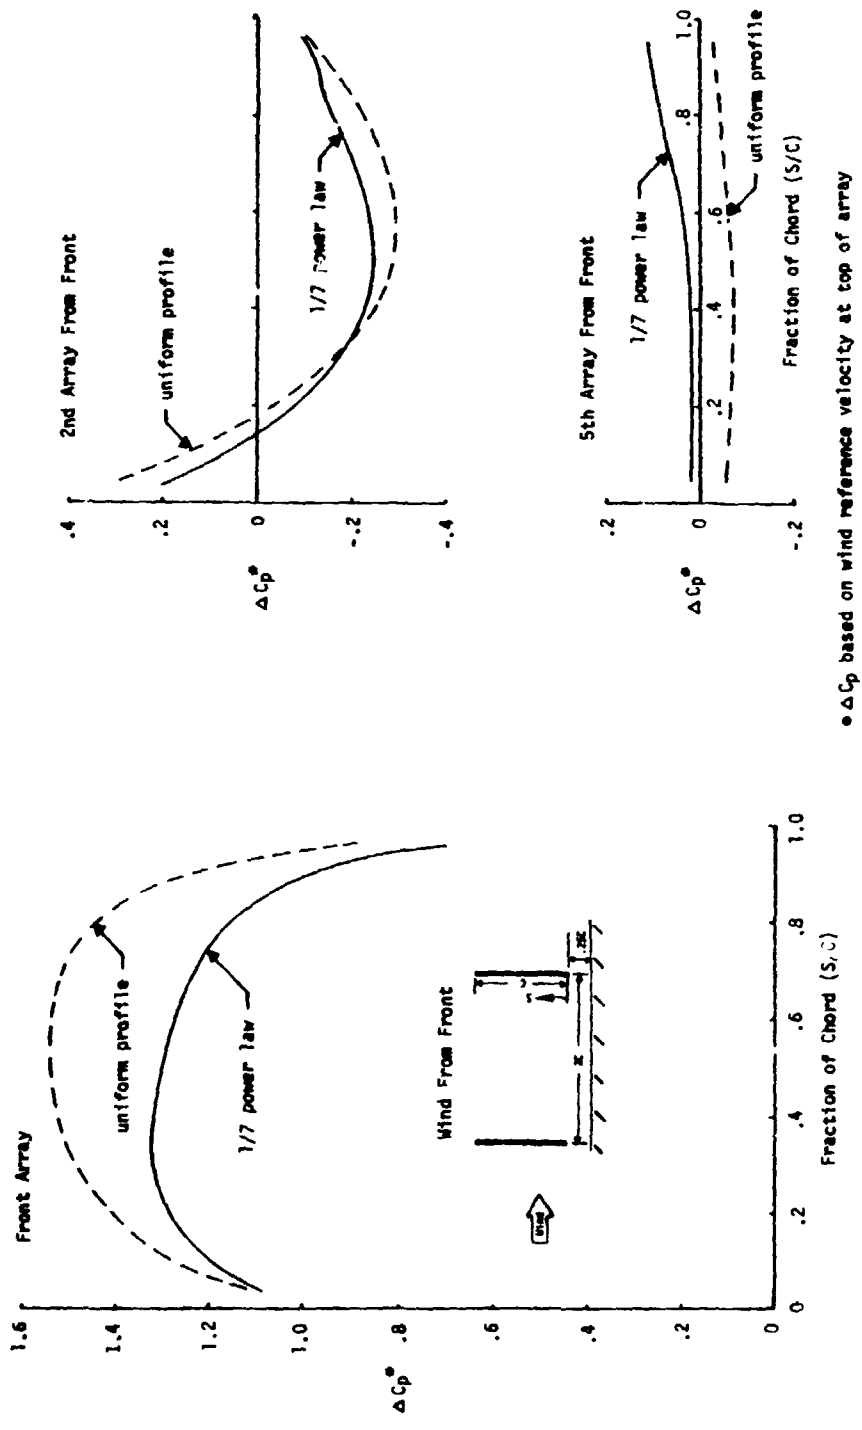 Front Array
1.6
1.4
1.2
1.0
.8
.6
.4
.2
0
ΔCp*
uniform profile
1/7 power law
Wind From Front
Wind
2C
C
S
.25C
0
.2
.4
.6
.8
1.0
Fraction of Chord (S/C)
2nd Array From Front
.4
.2
0
-.2
-.4
ΔCp*
uniform profile
1/7 power law
5th Array From Front
.2
0
-.2
ΔCp*
1/7 power law
uniform profile
.2
.4
.6
.8
1.0
Fraction of Chord (S/C)
* ΔCp based on wind reference velocity at top of array